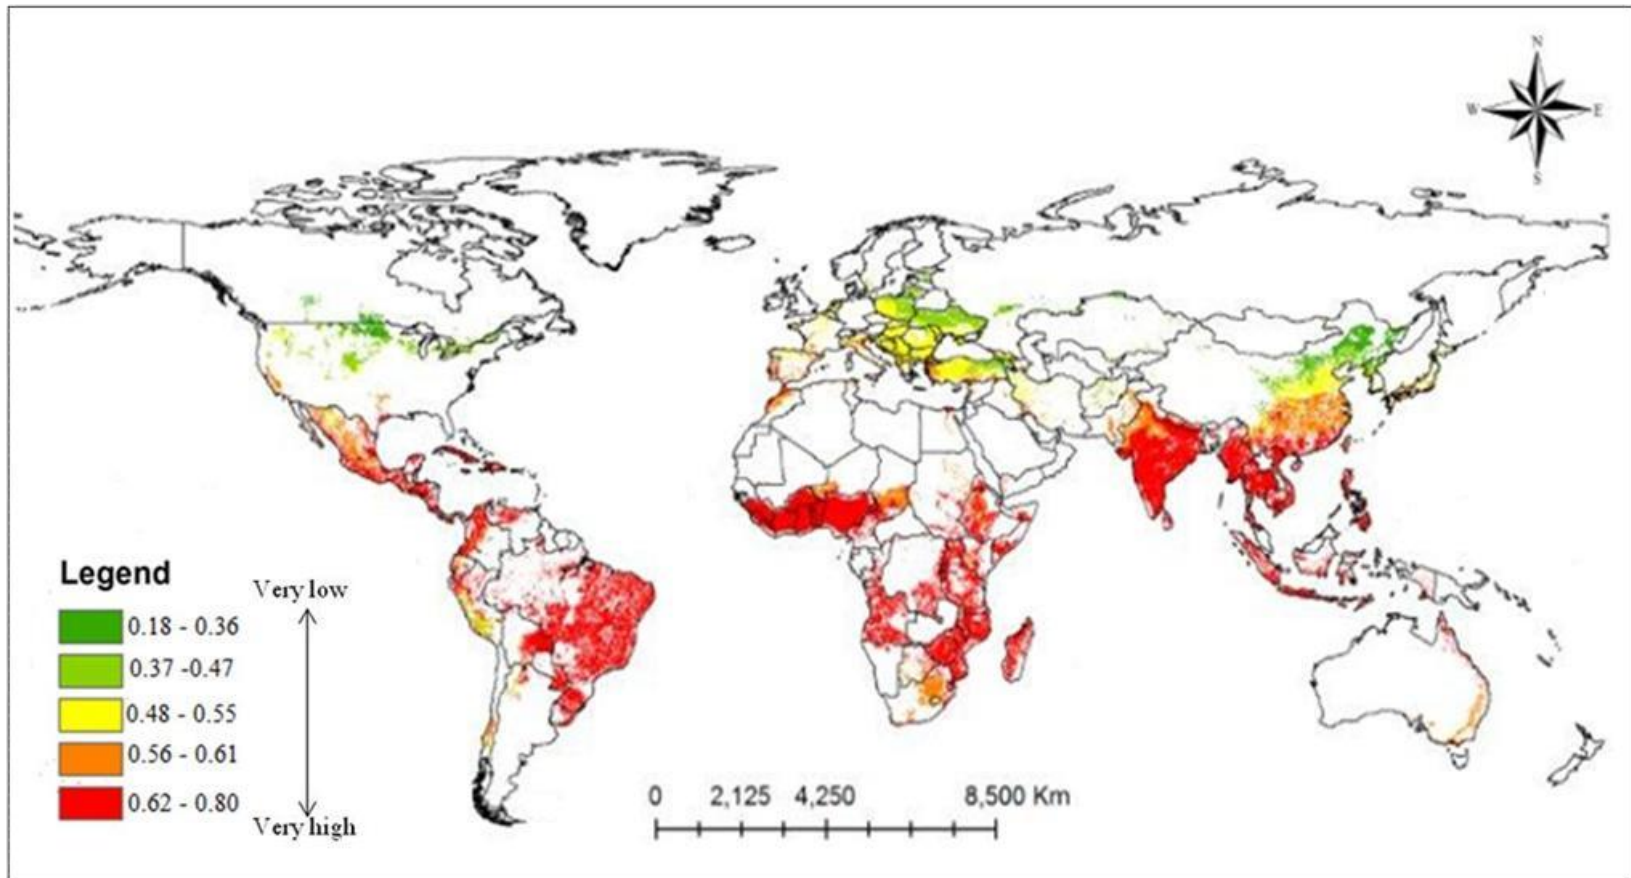 N
W E
S
Legend
Very low
0.18 - 0.36
0.37 -0.47
0.48 - 0.55
0.56 - 0.61
0.62 - 0.80
Very high
0 2,125 4,250 8,500 Km